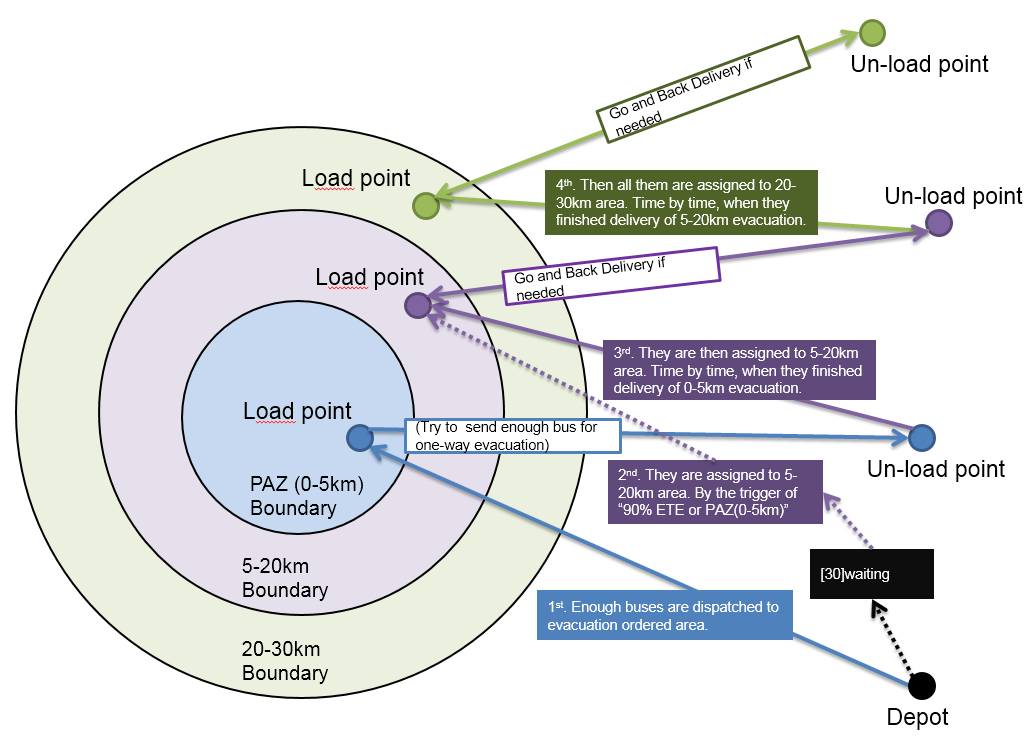 Un-load point
Go and Back Delivery if
needed
Load point
4th. Then all them are assigned to 20-
30km area. Time by time, when they
finished delivery of 5-20km evacuation.
Un-load point
Load point
Go and Back Delivery if
needed
3rd. They are then assigned to 5-20km
area. Time by time, when they finished
delivery of 0-5km evacuation.
Load point
(Try to send enough bus for
one-way evacuation)
Un-load point
PAZ (0-5km)
Boundary
2nd. They are assigned to 5-
20km area. By the trigger of
“90% ETE or PAZ(0-5km)”
5-20km
Boundary
[30]waiting
1st. Enough buses are dispatched to
evacuation ordered area.
20-30km
Boundary
Depot